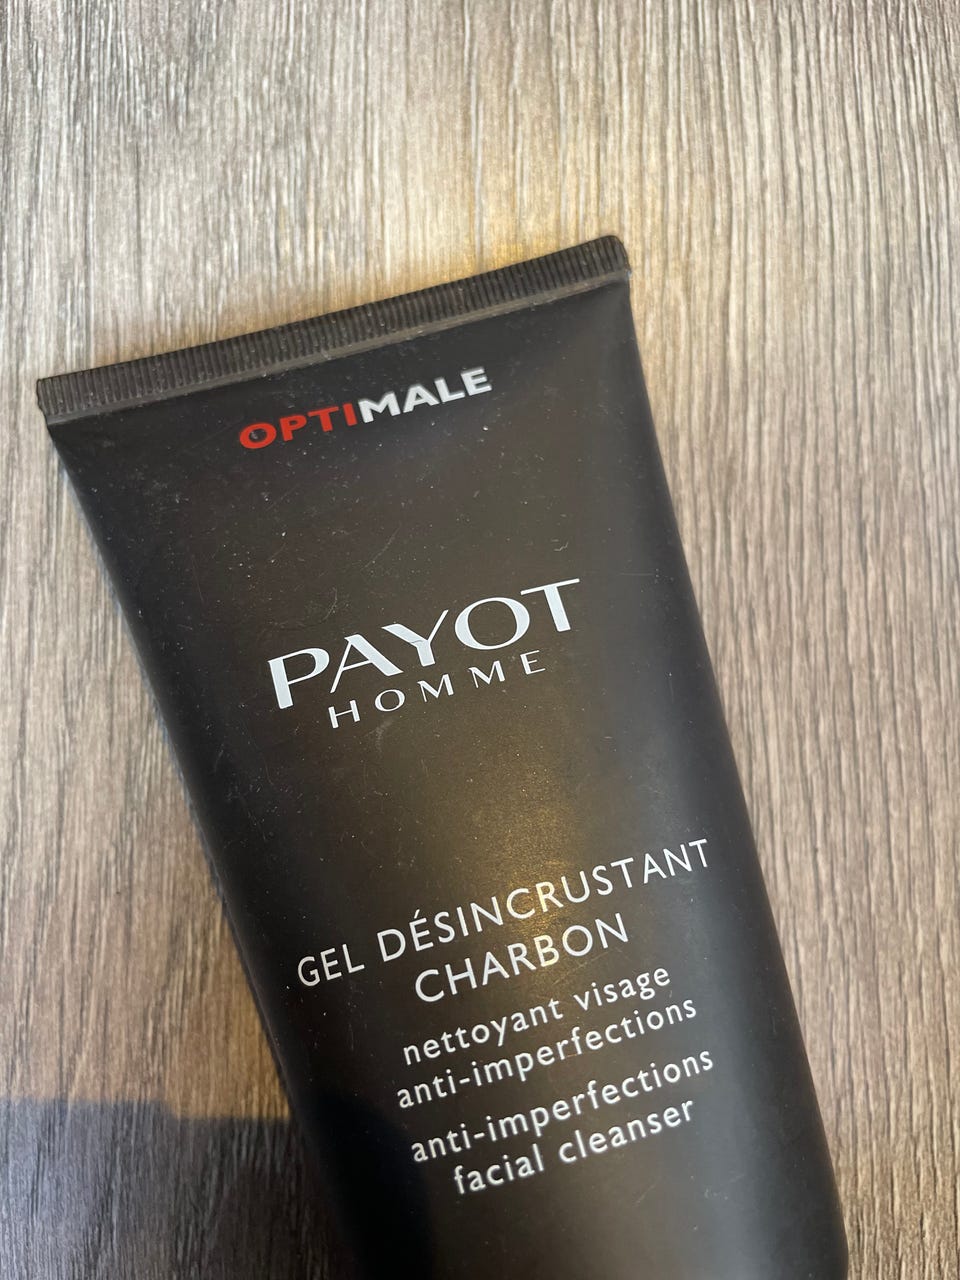 OPTIMALE
PAYOT
HOMME
GEL DÉSINCRUSTANT
CHARBON
nettoyant visage
anti-imperfections
anti-imperfections
facial cleanser